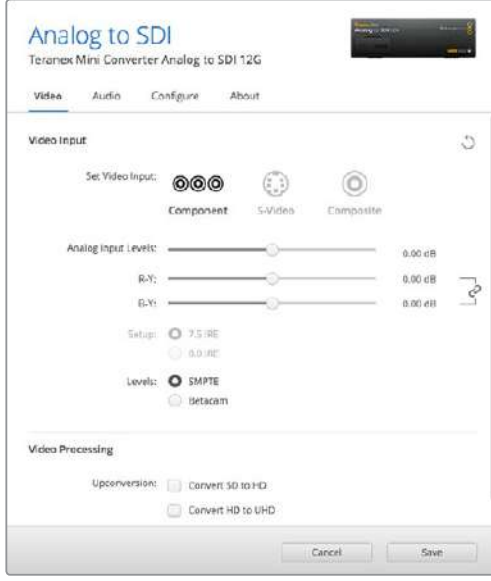 Analog to SDI
Teranex Mini Converter Analog to SDI 12G
Video Audio Configure About
Video Input
Set Video Input:
Component S-Video Composite
Analog Input Levels: 0.00 dB
R-Y: 0.00 dB
B-Y: 0.00 dB
Setup: 7.5 IRE
0.0 IRE
Levels: SMPTE
Betacam
Video Processing
Upconversion: Convert SD to HD
Convert HD to UHD
Cancel Save